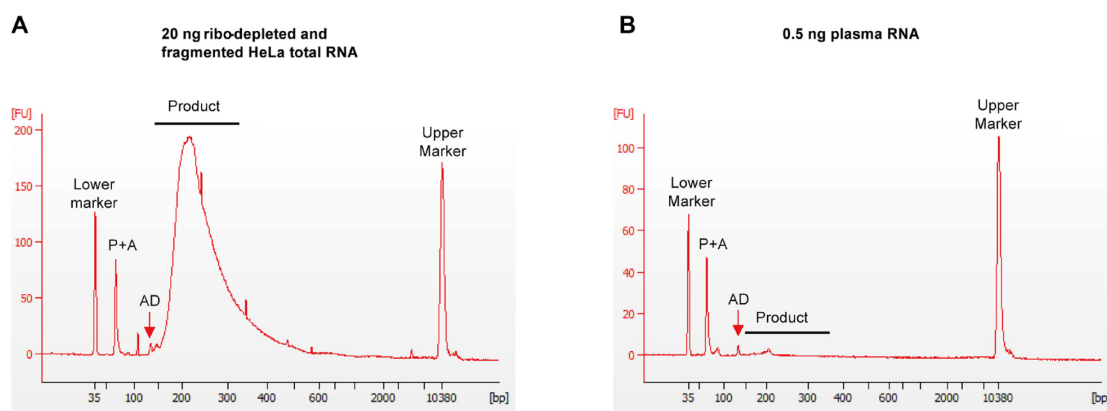 A
20 ng ribo-depleted and
fragmented HeLa total RNA
[FU]
200
150
100
50
0
Lower
marker
P+A
AD
Product
Upper
Marker
35 100 200 300 400 600 2000 10380 [bp]
B
0.5 ng plasma RNA
[FU]
100
80
60
40
20
0
Lower
Marker
P+A
AD
Product
Upper
Marker
35 100 200 300 400 600 2000 10380 [bp]